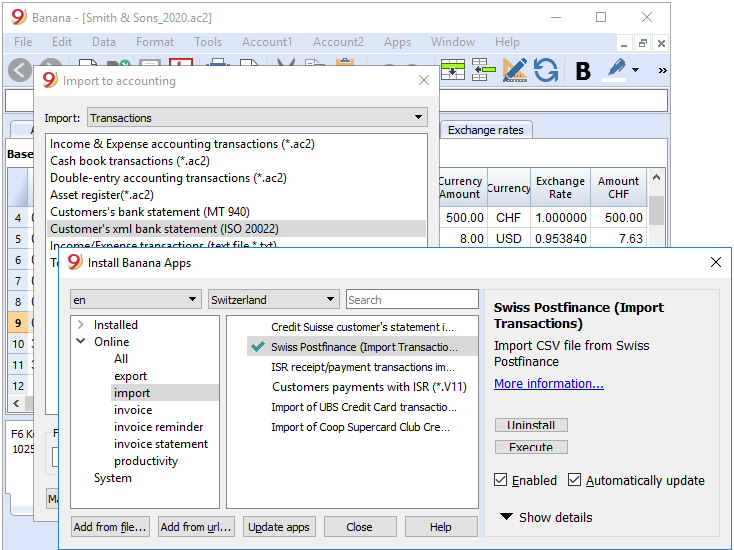 Banana - [Smith & Sons_2020.ac2]
File Edit Data Format Tools Account1 Account2 Apps Window Help
B
»
Import to accounting
Import: Transactions
Income & Expense accounting transactions (*.ac2)
Cash book transactions (*.ac2)
Double-entry accounting transactions (*.ac2)
Asset register(*.ac2)
Customers's bank statement (MT 940)
Customer's xml bank statement (ISO 20022)
Income/Expense transactions (text file *.txt)
Exchange rates
Base
Currency Amount
Currency
Exchange Rate
Amount CHF
4 500.00 CHF 1.000000 500.00
5 8.00 USD 0.953840 7.63
6
7
8
9
10 3
11 3
12
F6 K
1025
Ma
Install Banana Apps
en
Switzerland
Search
Installed
Online
All
export
import
invoice
invoice reminder
invoice statement
productivity
System
Credit Suisse customer's statement i...
Swiss Postfinance (Import Transactio...
ISR receipt/payment transactions im...
Customers payments with ISR (*.V11)
Import of UBS Credit Card transactio...
Import of Coop Supercard Club Cre...
Swiss Postfinance (Import
Transactions)
Import CSV file from Swiss
Postfinance
More information...
Uninstall
Execute
Enabled
Automatically update
Show details
Add from file...
Add from url...
Update apps
Close
Help